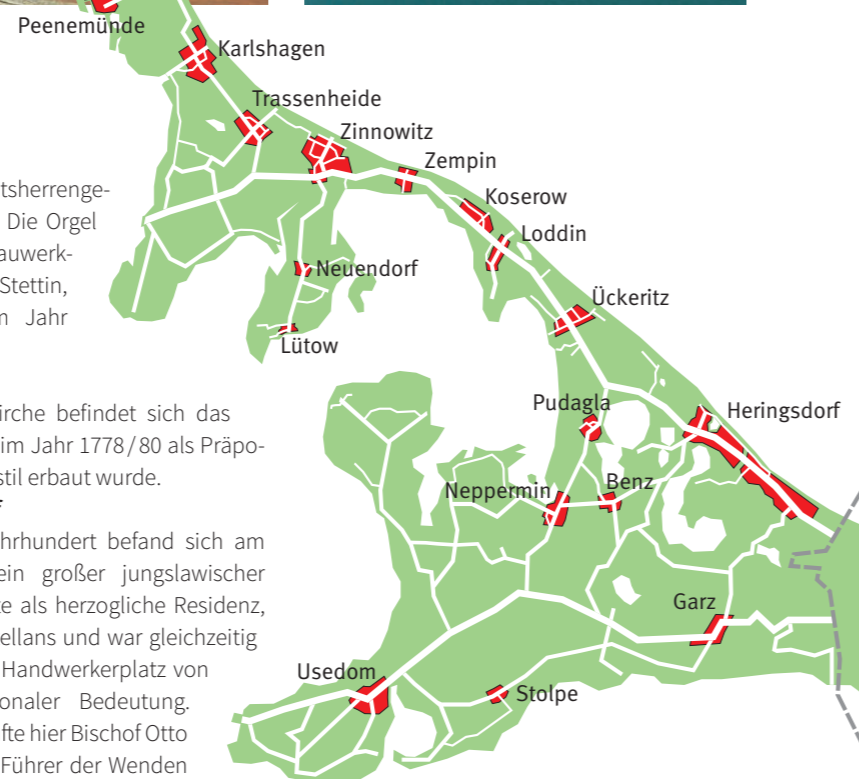 Peenemünde
Karlshagen
Trassenheide
Zinnowitz
Zempin
Koserow
Loddin
Neuendorf
Ückeritz
Lütow
Pudagla
Heringsdorf
Neppermin
Benz
Garz
Usedom
Stolpe
tsherrenge-
Die Orgel
auwerk-
Stettin,
m Jahr
irche befindet sich das
im Jahr 1778/80 als Präpo-
stil erbaut wurde.
ahrhundert befand sich am
ein großer jungslawischer
te als herzogliche Residenz,
ellans und war gleichzeitig
Handwerkerplatz von
onaler Bedeutung.
fte hier Bischof Otto
Führer der Wenden